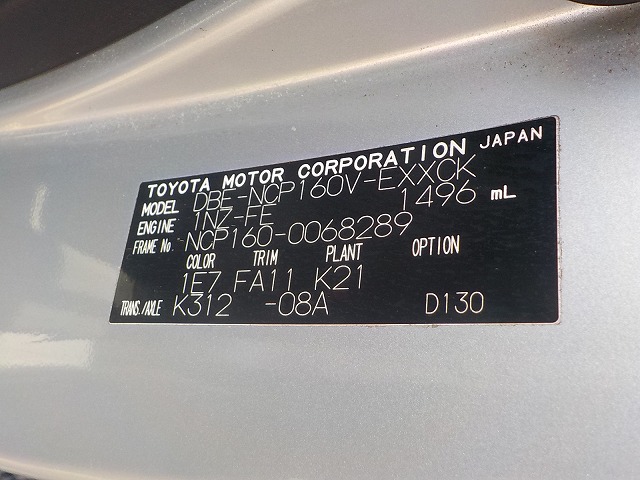 TOYOTA MOTOR CORPORATION JAPAN
MODEL DBE-NCP160V-EXXCK
ENGINE 1NZ-FE 1496 mL
FRAME No. NCP160-0068289
COLOR TRIM PLANT OPTION
1E7 FA11 K21
TRANS./AXLE K312 -08A D130